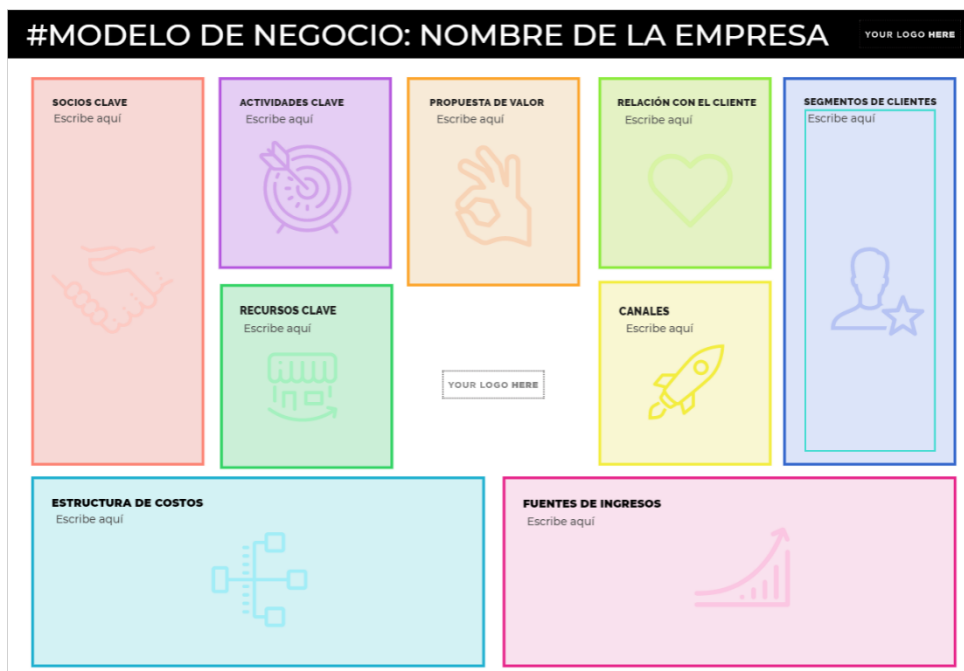 #MODELO DE NEGOCIO: NOMBRE DE LA EMPRESA
YOUR LOGO HERE
SOCIOS CLAVE
Escribe aquí
ACTIVIDADES CLAVE
Escribe aquí
PROPUESTA DE VALOR
Escribe aquí
RELACIÓN CON EL CLIENTE
Escribe aquí
SEGMENTOS DE CLIENTES
Escribe aquí
RECURSOS CLAVE
Escribe aquí
CANALES
Escribe aquí
YOUR LOGO HERE
ESTRUCTURA DE COSTOS
Escribe aquí
FUENTES DE INGRESOS
Escribe aquí